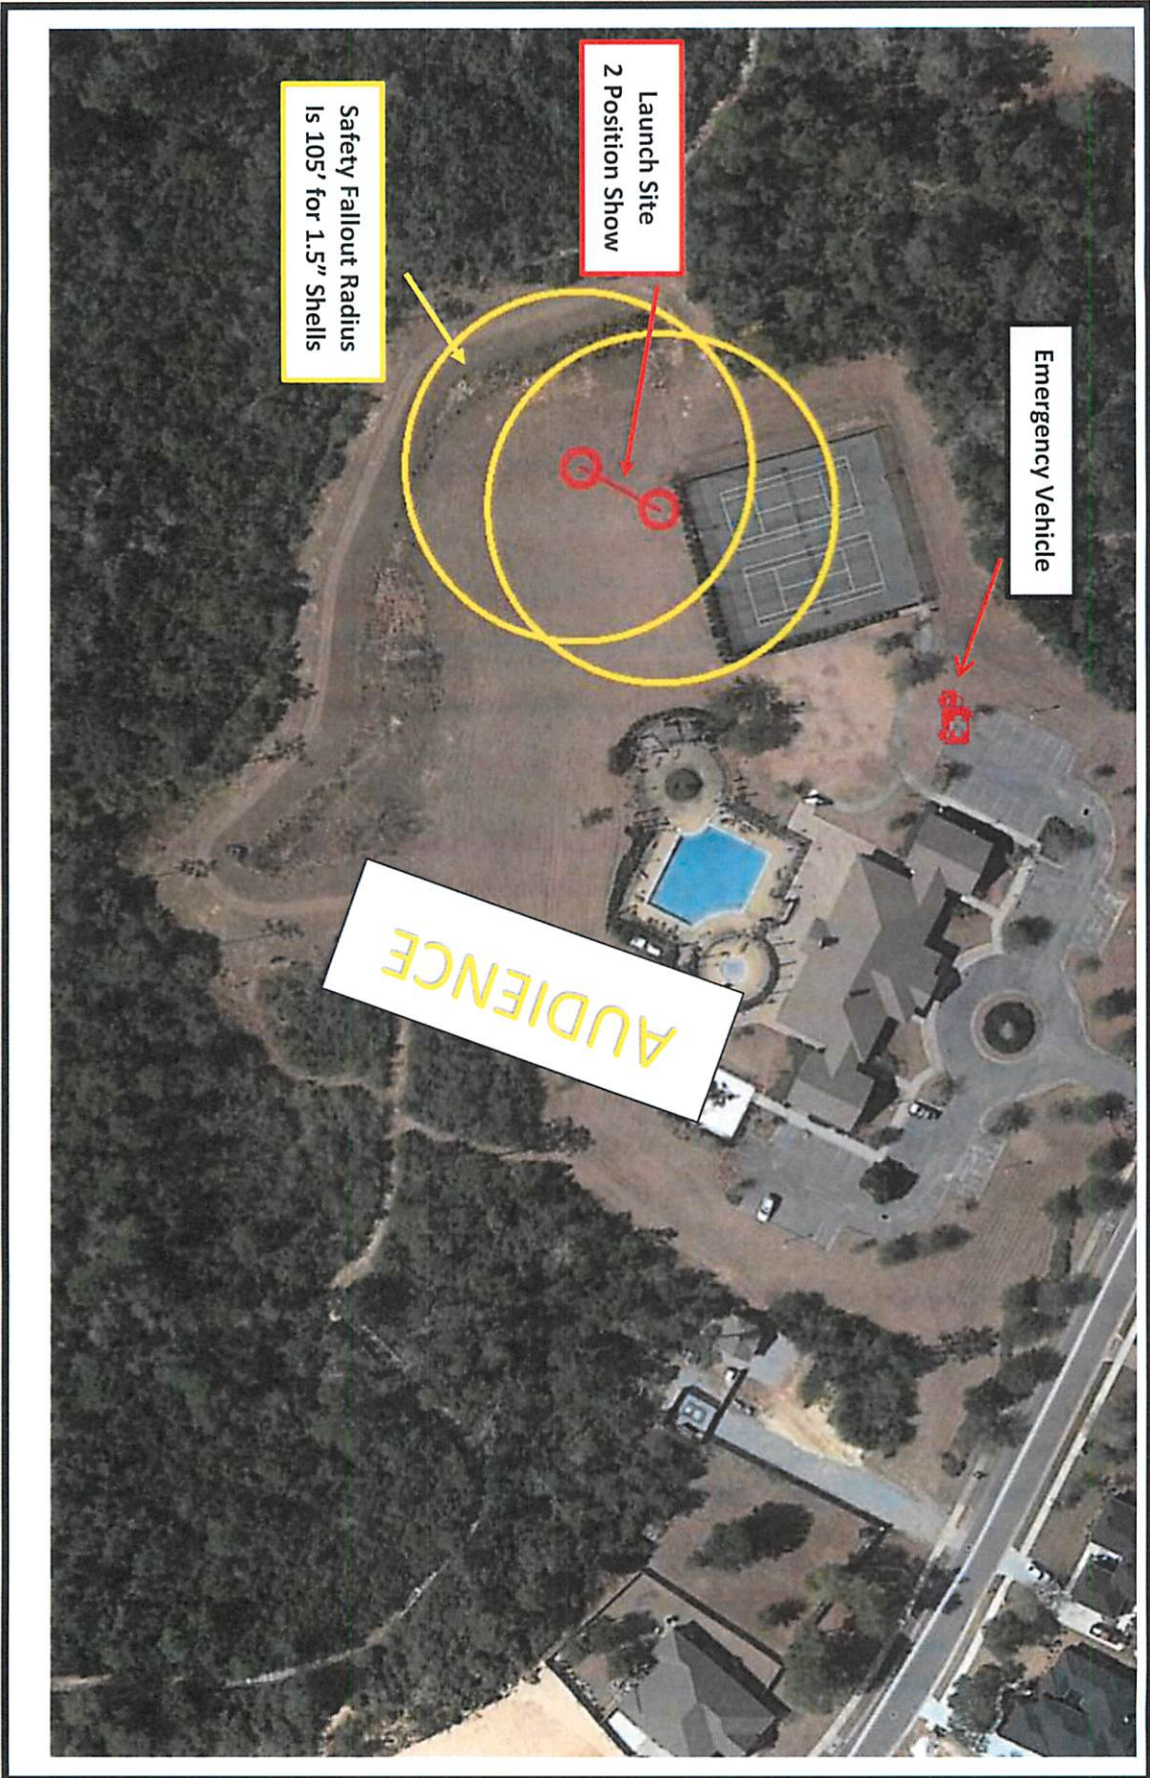 Emergency Vehicle
Launch Site
2 Position Show
Safety Fallout Radius
Is 105' for 1.5" Shells
AUDIENCE